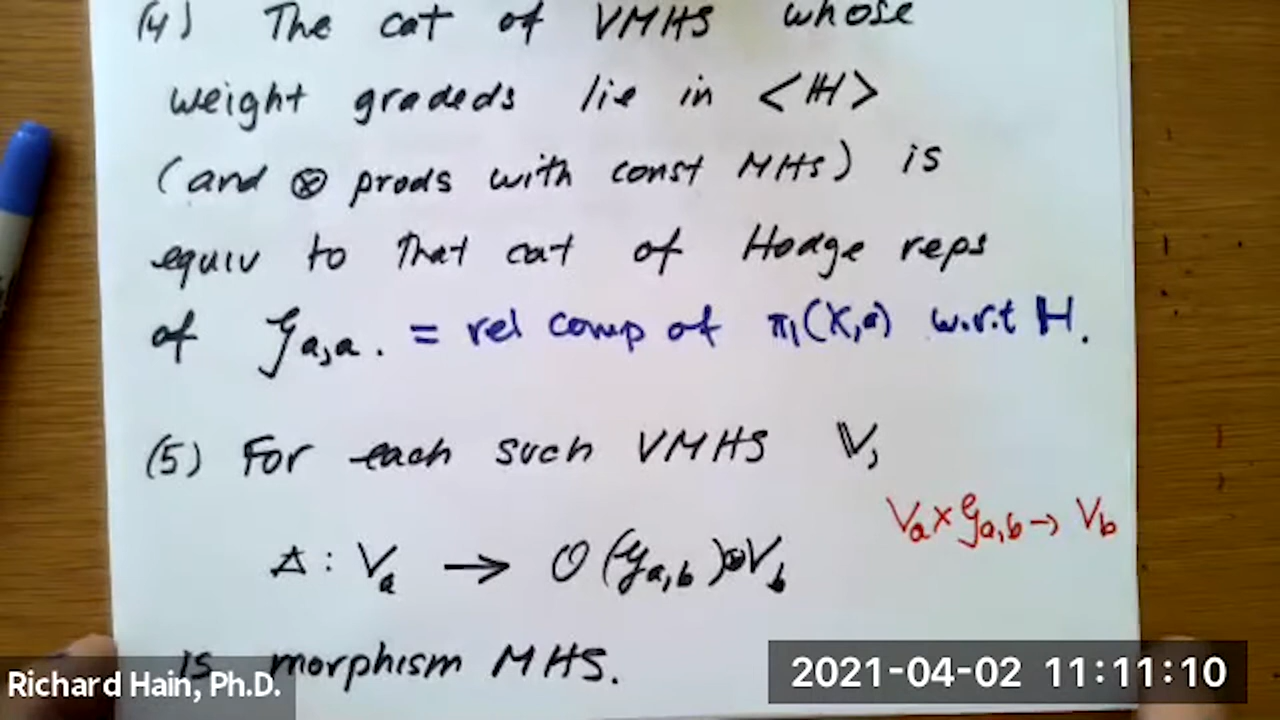 (4) The cat of VMHS whose
weight gradeds lie in <ℍ>
(and ⊗ prods with const MHS) is
equiv to that cat of Hodge reps
of 𝒢a,a. = rel comp of π₁(X,a) w.r.t ℍ.
(5) For each such VMHS 𝕍,
Va × 𝒢a,b → Vb
Δ : Va → O(𝒢a,b)⊗Vb
is morphism MHS.
Richard Hain, Ph.D.
2021-04-02 11:11:10